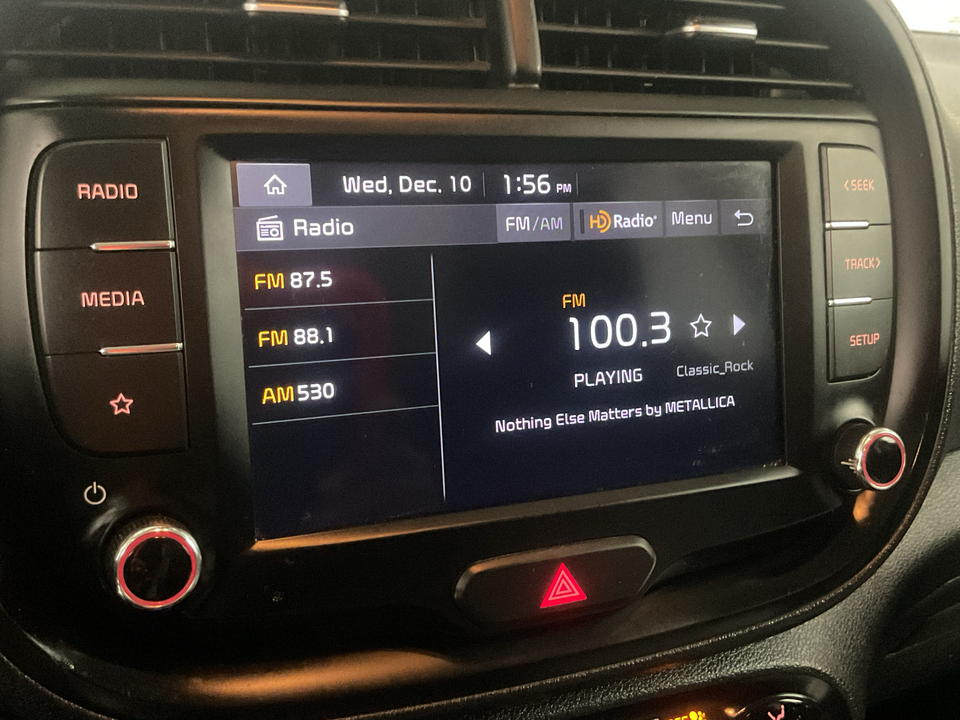 RADIO
MEDIA
Wed, Dec. 10 1:56 PM
Radio FM/AM HD Radio® Menu
FM 87.5
FM 88.1
AM 530
FM
100.3
PLAYING Classic_Rock
Nothing Else Matters by METALLICA
< SEEK
TRACK >
SETUP